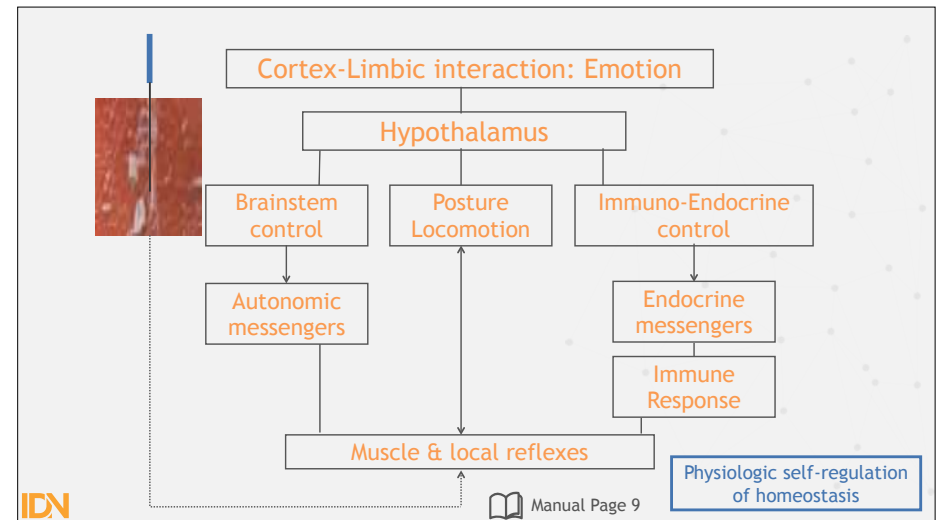 Cortex-Limbic interaction: Emotion
Hypothalamus
Brainstem
control
Posture
Locomotion
Immuno-Endocrine
control
Autonomic
messengers
Endocrine
messengers
Immune
Response
Muscle & local reflexes
Physiologic self-regulation
of homeostasis
IDN
Manual Page 9